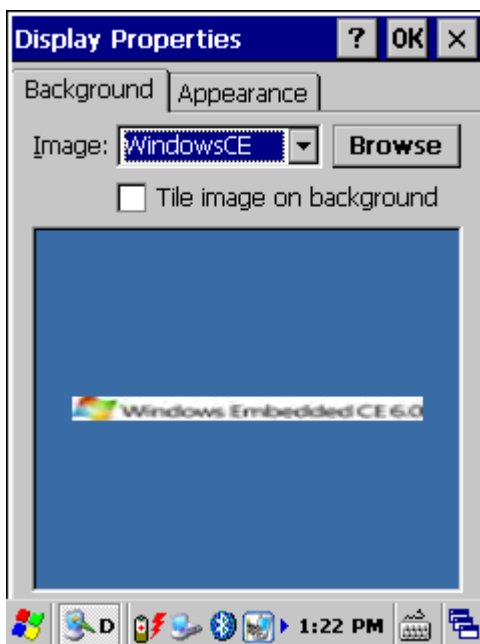 Display Properties ? OK ×
Background Appearance
Image: WindowsCE Browse
Tile image on background
Windows Embedded CE 6.0
D 1:22 PM